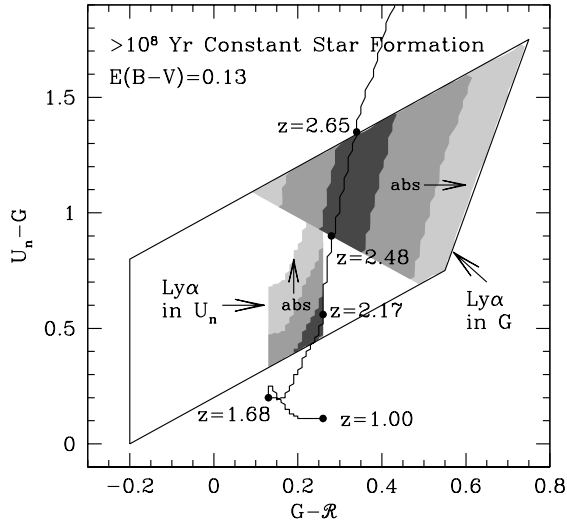 >10⁸ Yr Constant Star Formation
E(B−V)=0.13
1.5
1
0.5
0
Uₙ−G
z=2.65
abs
z=2.48
Lyα
in Uₙ
abs
z=2.17
Lyα
in G
z=1.68
z=1.00
−0.2
0
0.2
0.4
0.6
0.8
G−ℛ